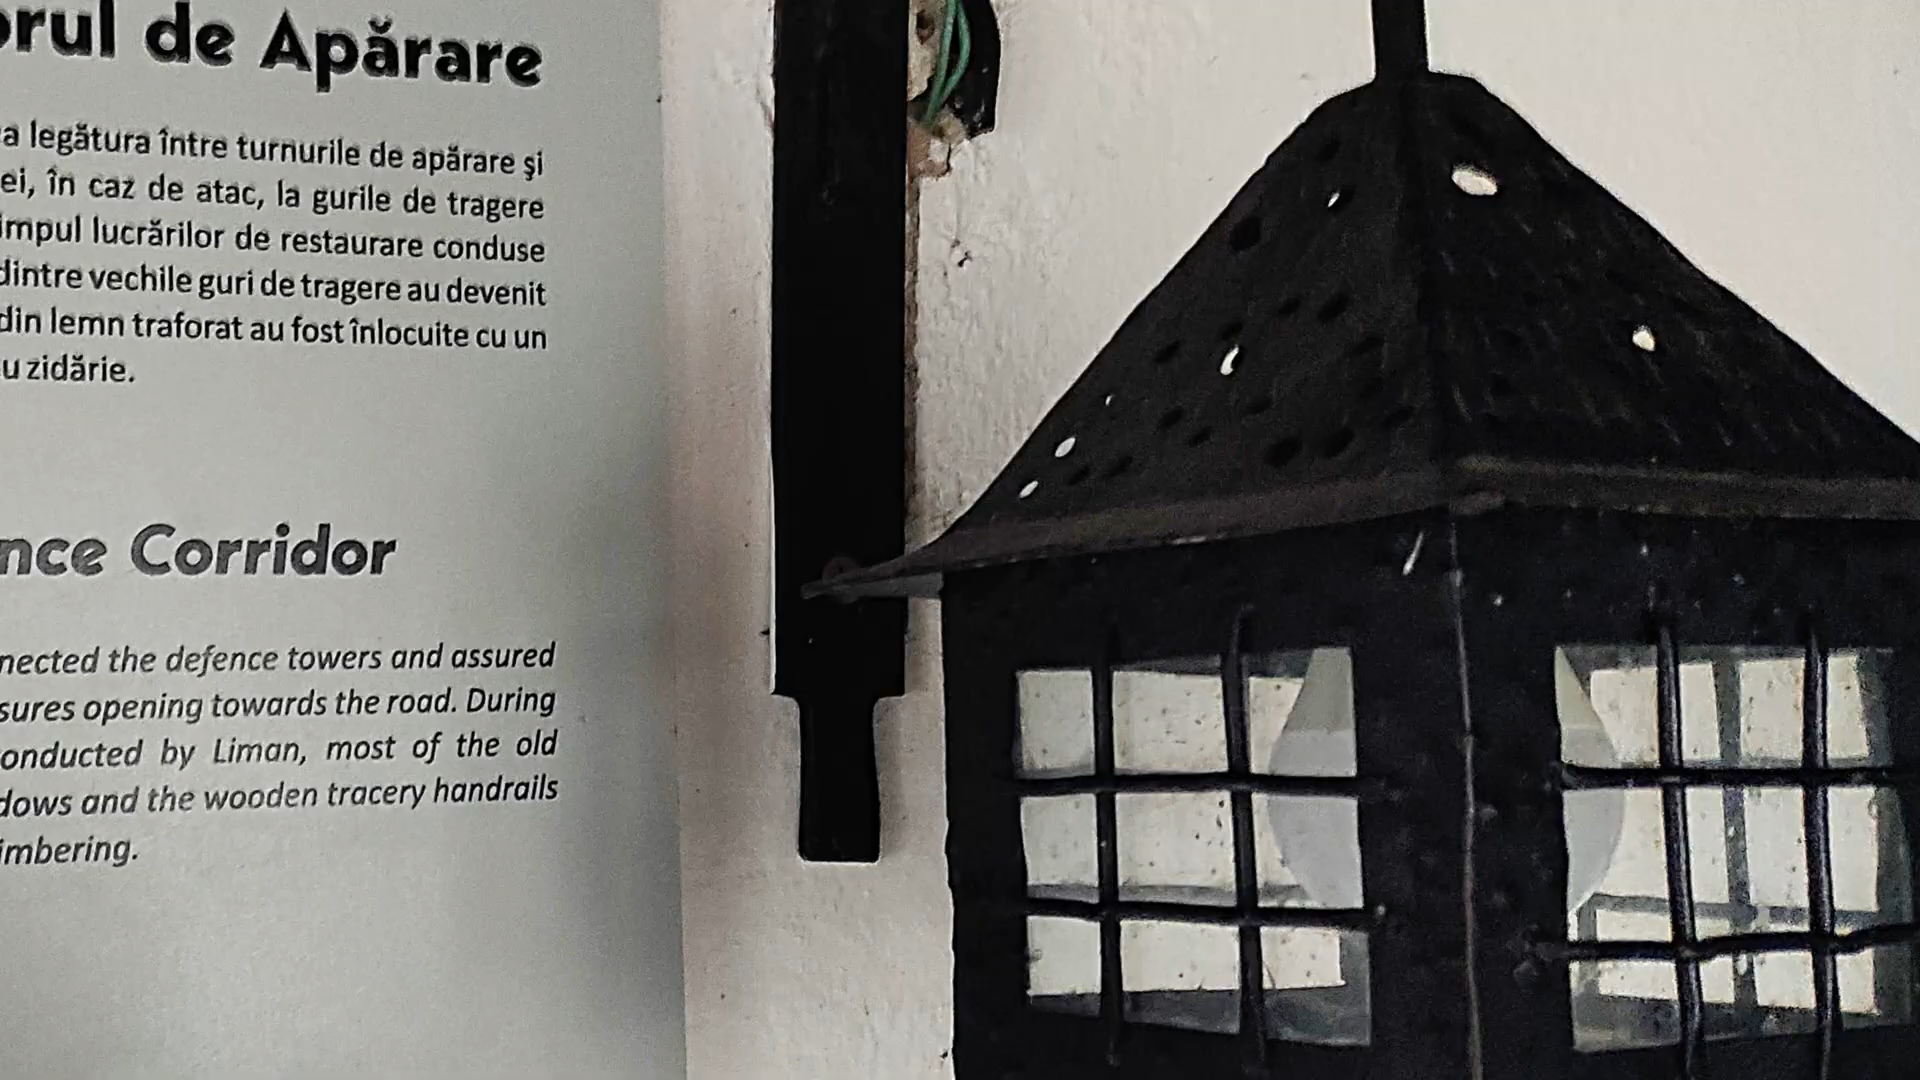 orul de Apărare
a legătura între turnurile de apărare și
ei, în caz de atac, la gurile de tragere
impul lucrărilor de restaurare conduse
dintre vechile guri de tragere au devenit
din lemn traforat au fost înlocuite cu un
u zidărie.
nce Corridor
nected the defence towers and assured
sures opening towards the road. During
onducted by Liman, most of the old
dows and the wooden tracery handrails
imbering.